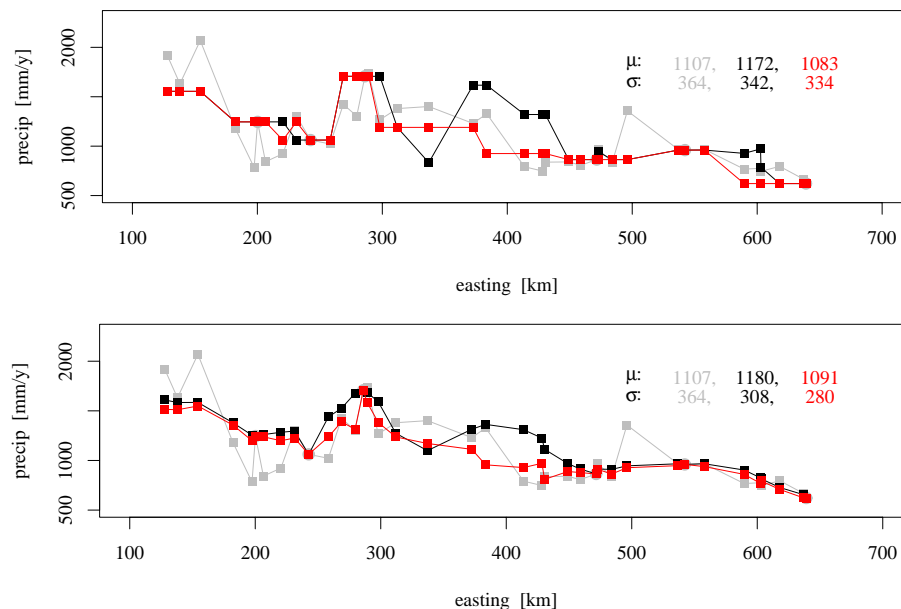 precip [mm/y]
2000
1000
500
μ: 1107, 1172, 1083
σ: 364, 342, 334
100 200 300 400 500 600 700
easting [km]
precip [mm/y]
2000
1000
500
μ: 1107, 1180, 1091
σ: 364, 308, 280
100 200 300 400 500 600 700
easting [km]